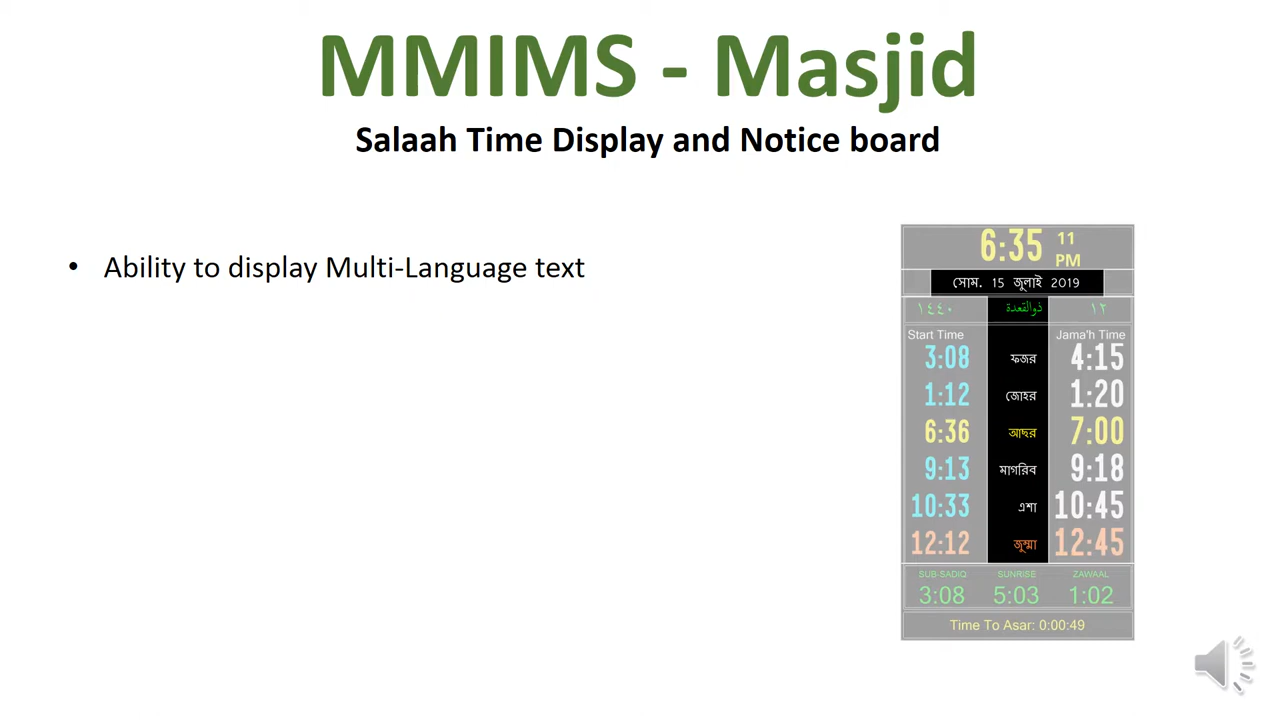 MMIMS - Masjid
Salaah Time Display and Notice board
• Ability to display Multi-Language text
6:35 11 PM
সোম. 15 জুলাই 2019
١٤٤٠ ذوالقعدة ١٢
Start Time Jama'h Time
3:08 ফজর 4:15
1:12 জোহর 1:20
6:36 আছর 7:00
9:13 মাগরিব 9:18
10:33 এশা 10:45
12:12 জুম্মা 12:45
SUB-SADIQ SUNRISE ZAWAAL
3:08 5:03 1:02
Time To Asar: 0:00:49